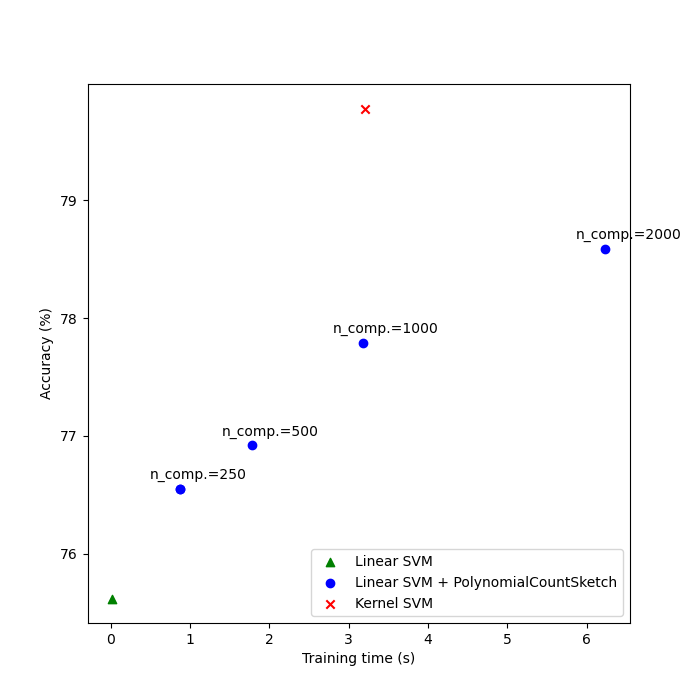 79
78
77
76
Accuracy (%)
n_comp.=2000
n_comp.=1000
n_comp.=500
n_comp.=250
Linear SVM
Linear SVM + PolynomialCountSketch
Kernel SVM
0 1 2 3 4 5 6
Training time (s)